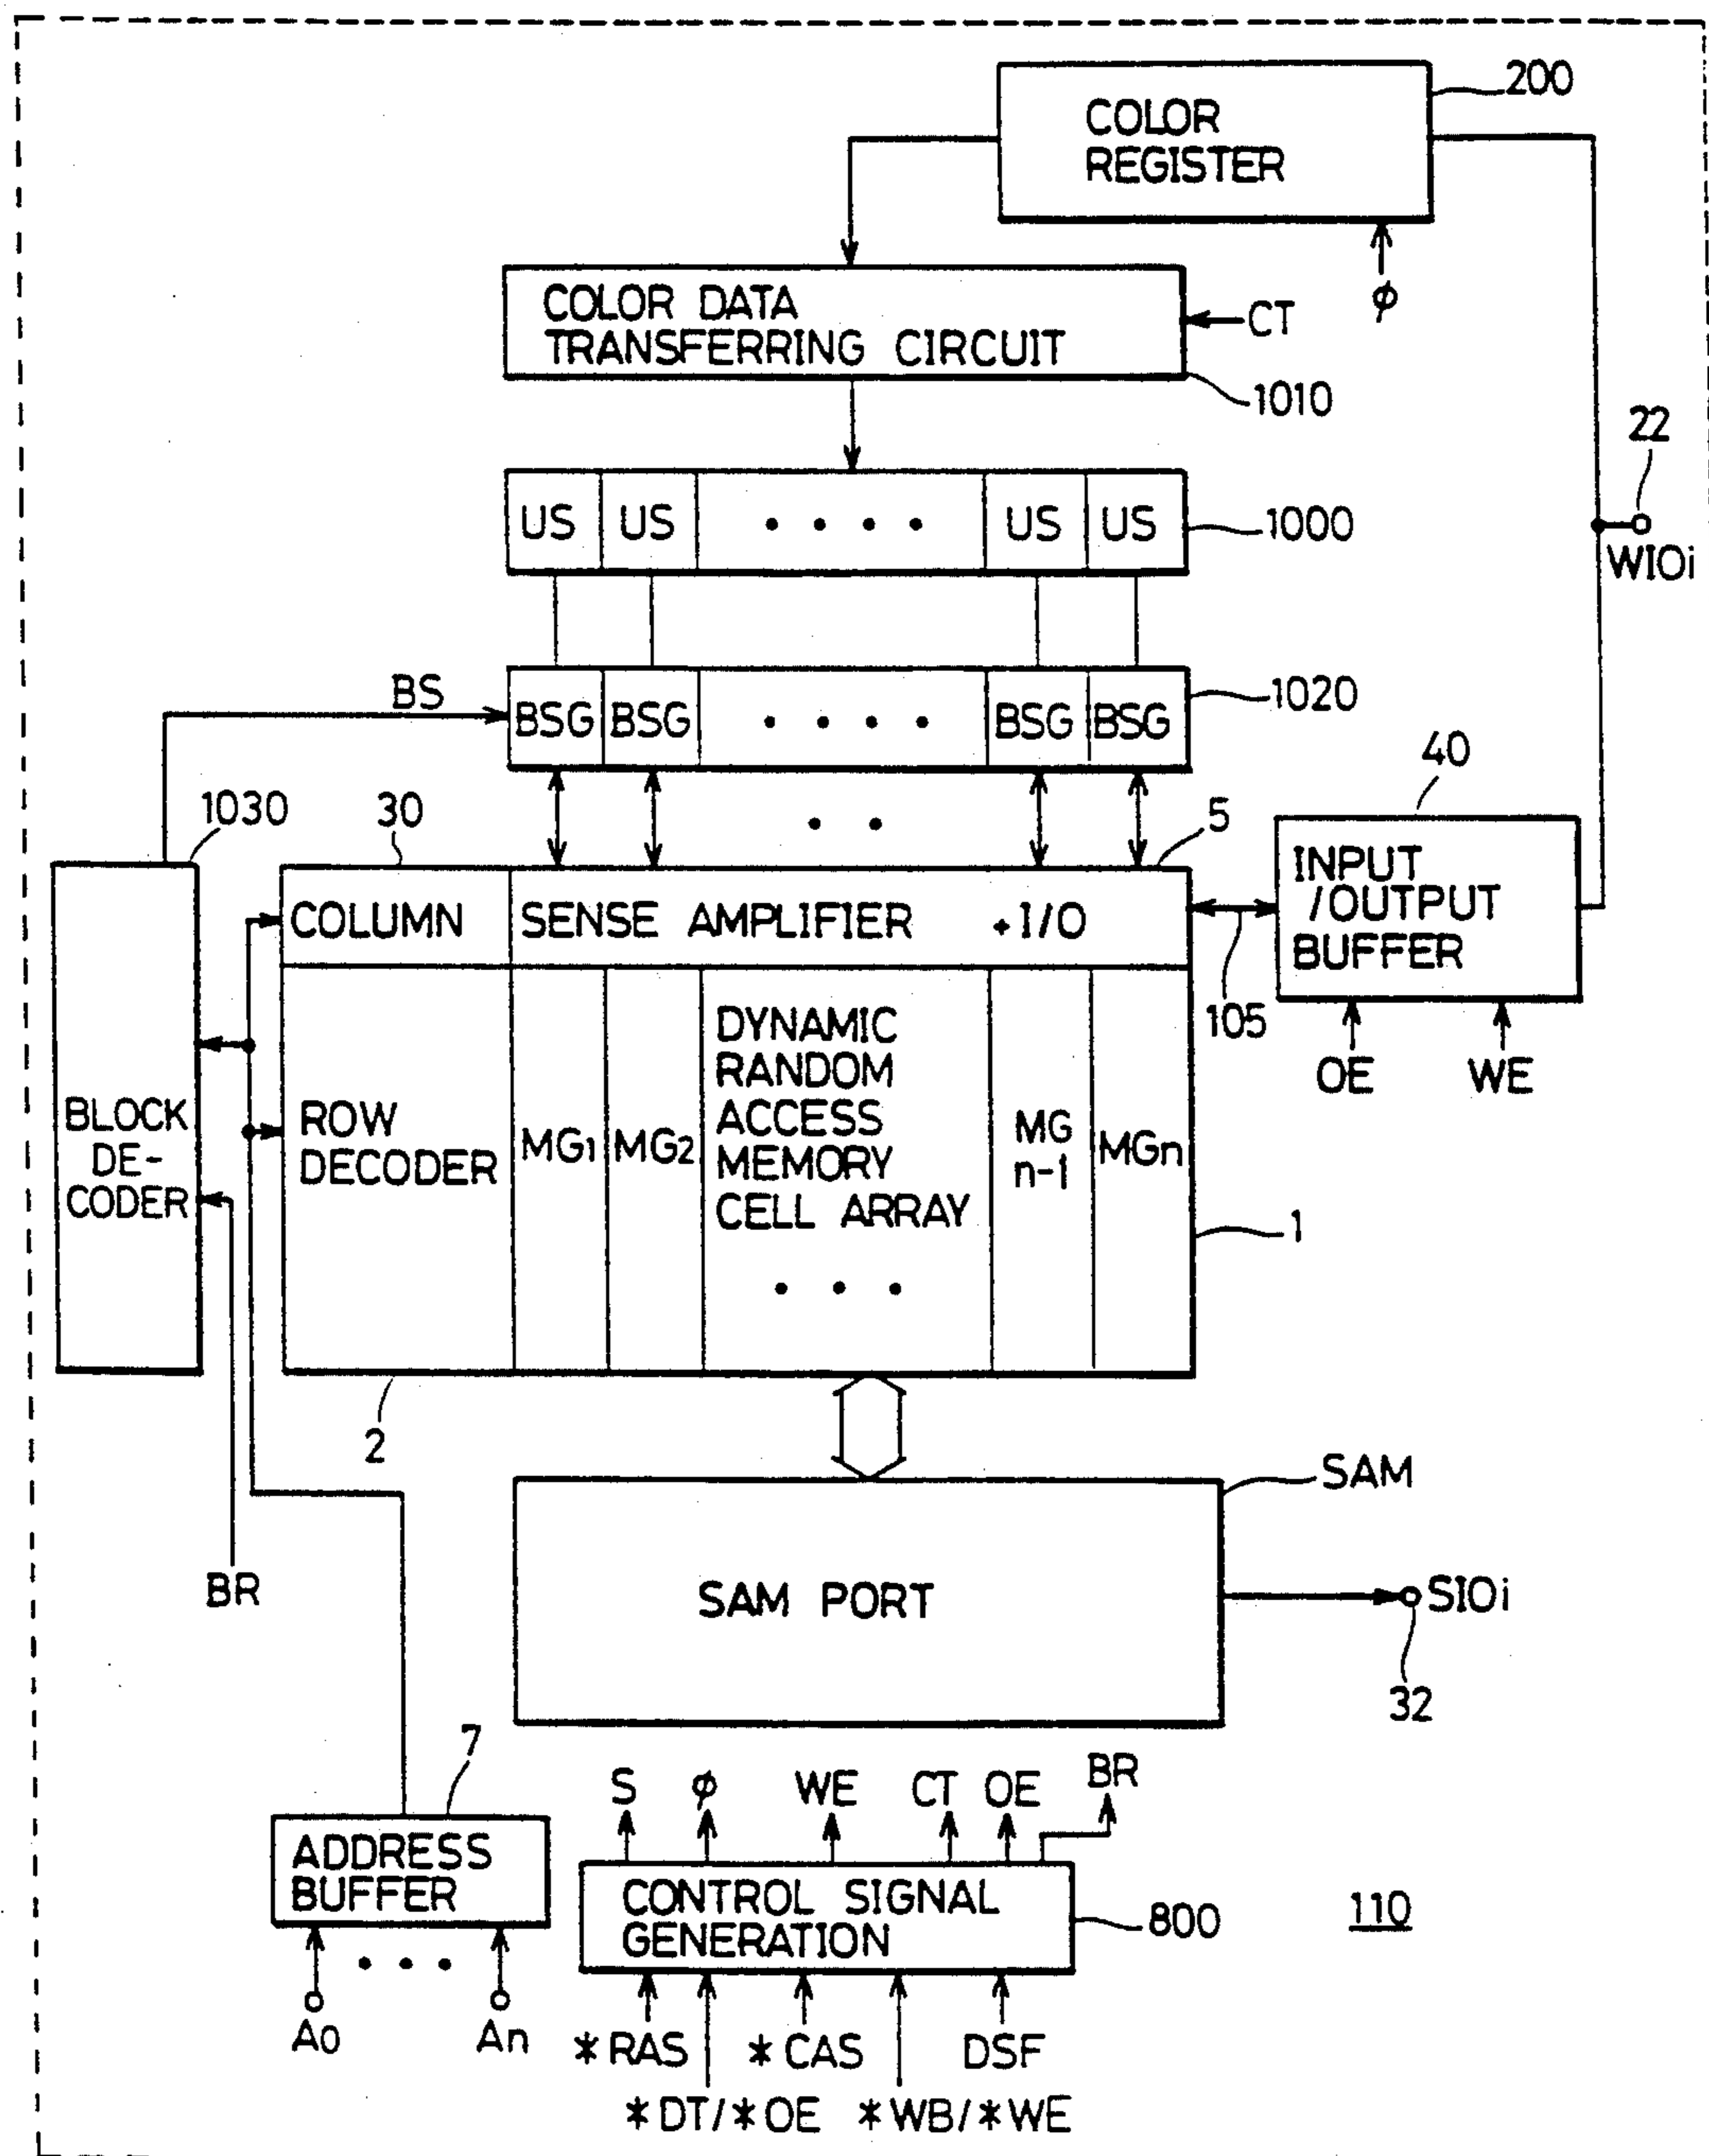 200
COLOR
REGISTER
φ
COLOR DATA
TRANSFERRING CIRCUIT
CT
1010
22
WIOi
US US • • • • US US
1000
BS
BSG BSG • • • • BSG BSG
1020
1030
30
• •
5
40
COLUMN
SENSE AMPLIFIER +I/O
INPUT
/OUTPUT
BUFFER
105
OE WE
BLOCK
DE-
CODER
ROW
DECODER
MG1
MG2
DYNAMIC
RANDOM
ACCESS
MEMORY
CELL ARRAY
• • •
MG
n-1
MGn
1
2
BR
SAM
SAM PORT
SIOi
32
7
ADDRESS
BUFFER
• • •
A0 An
S φ WE CT OE BR
CONTROL SIGNAL
GENERATION
800
110
*RAS *CAS DSF
*DT/*OE *WB/*WE